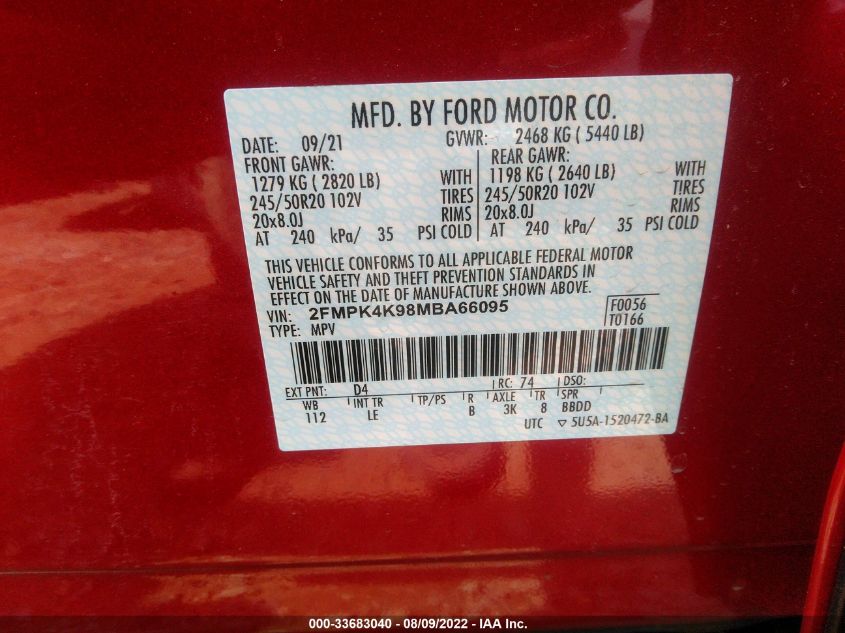 MFD. BY FORD MOTOR CO.
DATE: 09/21 GVWR: 2468 KG ( 5440 LB)
FRONT GAWR: REAR GAWR:
1279 KG ( 2820 LB) WITH 1198 KG ( 2640 LB) WITH
245/50R20 102V TIRES 245/50R20 102V TIRES
20x8.0J RIMS 20x8.0J RIMS
AT 240 kPa/ 35 PSI COLD AT 240 kPa/ 35 PSI COLD
THIS VEHICLE CONFORMS TO ALL APPLICABLE FEDERAL MOTOR
VEHICLE SAFETY AND THEFT PREVENTION STANDARDS IN
EFFECT ON THE DATE OF MANUFACTURE SHOWN ABOVE.
VIN: 2FMPK4K98MBA66095 F0056
TYPE: MPV T0166
EXT PNT: D4 RC: 74 DSO:
WB INT TR TP/PS R AXLE TR SPR
112 LE B 3K 8 BBDD
UTC ▽ 5U5A-1520472-BA
000-33683040 - 08/09/2022 - IAA Inc.